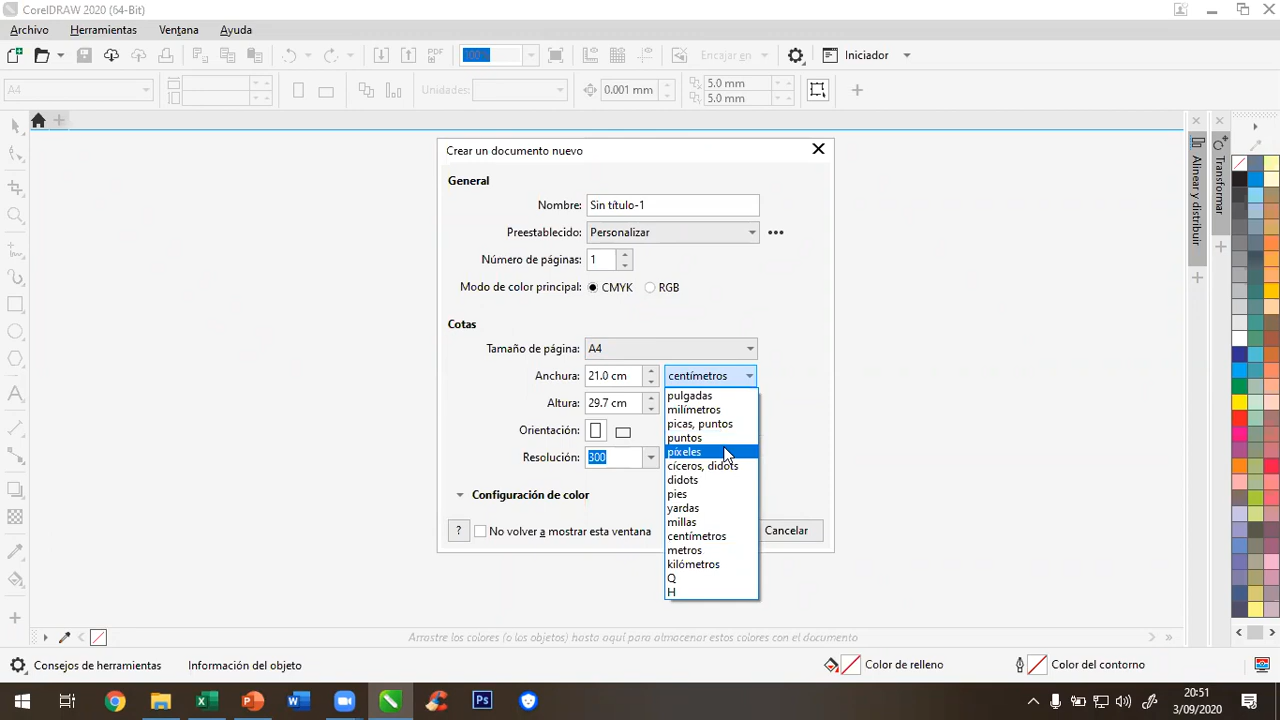 CorelDRAW 2020 (64-Bit)
Archivo Herramientas Ventana Ayuda
PDF 100 Encajar en Iniciador
A4 Unidades: 0.001 mm 5.0 mm
5.0 mm
Crear un documento nuevo
General
Nombre: Sin título-1
Preestablecido: Personalizar
Número de páginas: 1
Modo de color principal: CMYK RGB
Cotas
Tamaño de página: A4
Anchura: 21.0 cm centímetros
Altura: 29.7 cm
Orientación:
Resolución: 300
pulgadas
milímetros
picas, puntos
puntos
píxeles
cíceros, didots
didots
pies
yardas
millas
centímetros
metros
kilómetros
Q
H
Configuración de color
? No volver a mostrar esta ventana Cancelar
Alinear y distribuir
Transformar
Arrastre los colores (o los objetos) hasta aquí para almacenar estos colores con el documento
Consejos de herramientas Información del objeto Color de relleno Color del contorno
Ps
20:51
3/09/2020